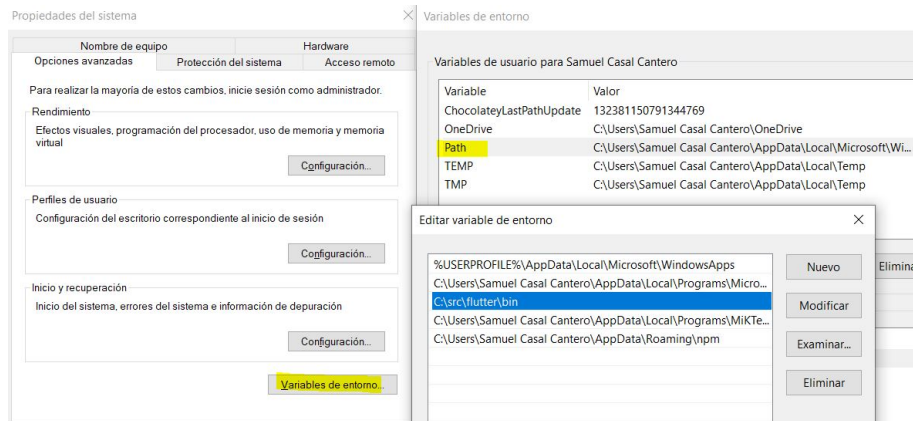 Propiedades del sistema
Nombre de equipo Hardware
Opciones avanzadas Protección del sistema Acceso remoto
Para realizar la mayoría de estos cambios, inicie sesión como administrador.
Rendimiento
Efectos visuales, programación del procesador, uso de memoria y memoria
virtual
Configuración...
Perfiles de usuario
Configuración del escritorio correspondiente al inicio de sesión
Configuración...
Inicio y recuperación
Inicio del sistema, errores del sistema e información de depuración
Configuración...
Variables de entorno...
Variables de entorno
Variables de usuario para Samuel Casal Cantero
Variable Valor
ChocolateyLastPathUpdate 132381150791344769
OneDrive C:\Users\Samuel Casal Cantero\OneDrive
Path C:\Users\Samuel Casal Cantero\AppData\Local\Microsoft\Wi...
TEMP C:\Users\Samuel Casal Cantero\AppData\Local\Temp
TMP C:\Users\Samuel Casal Cantero\AppData\Local\Temp
Editar variable de entorno
%USERPROFILE%\AppData\Local\Microsoft\WindowsApps
C:\Users\Samuel Casal Cantero\AppData\Local\Programs\Micro...
C:\src\flutter\bin
C:\Users\Samuel Casal Cantero\AppData\Local\Programs\MiKTe...
C:\Users\Samuel Casal Cantero\AppData\Roaming\npm
Nuevo
Modificar
Examinar...
Eliminar
Elimina